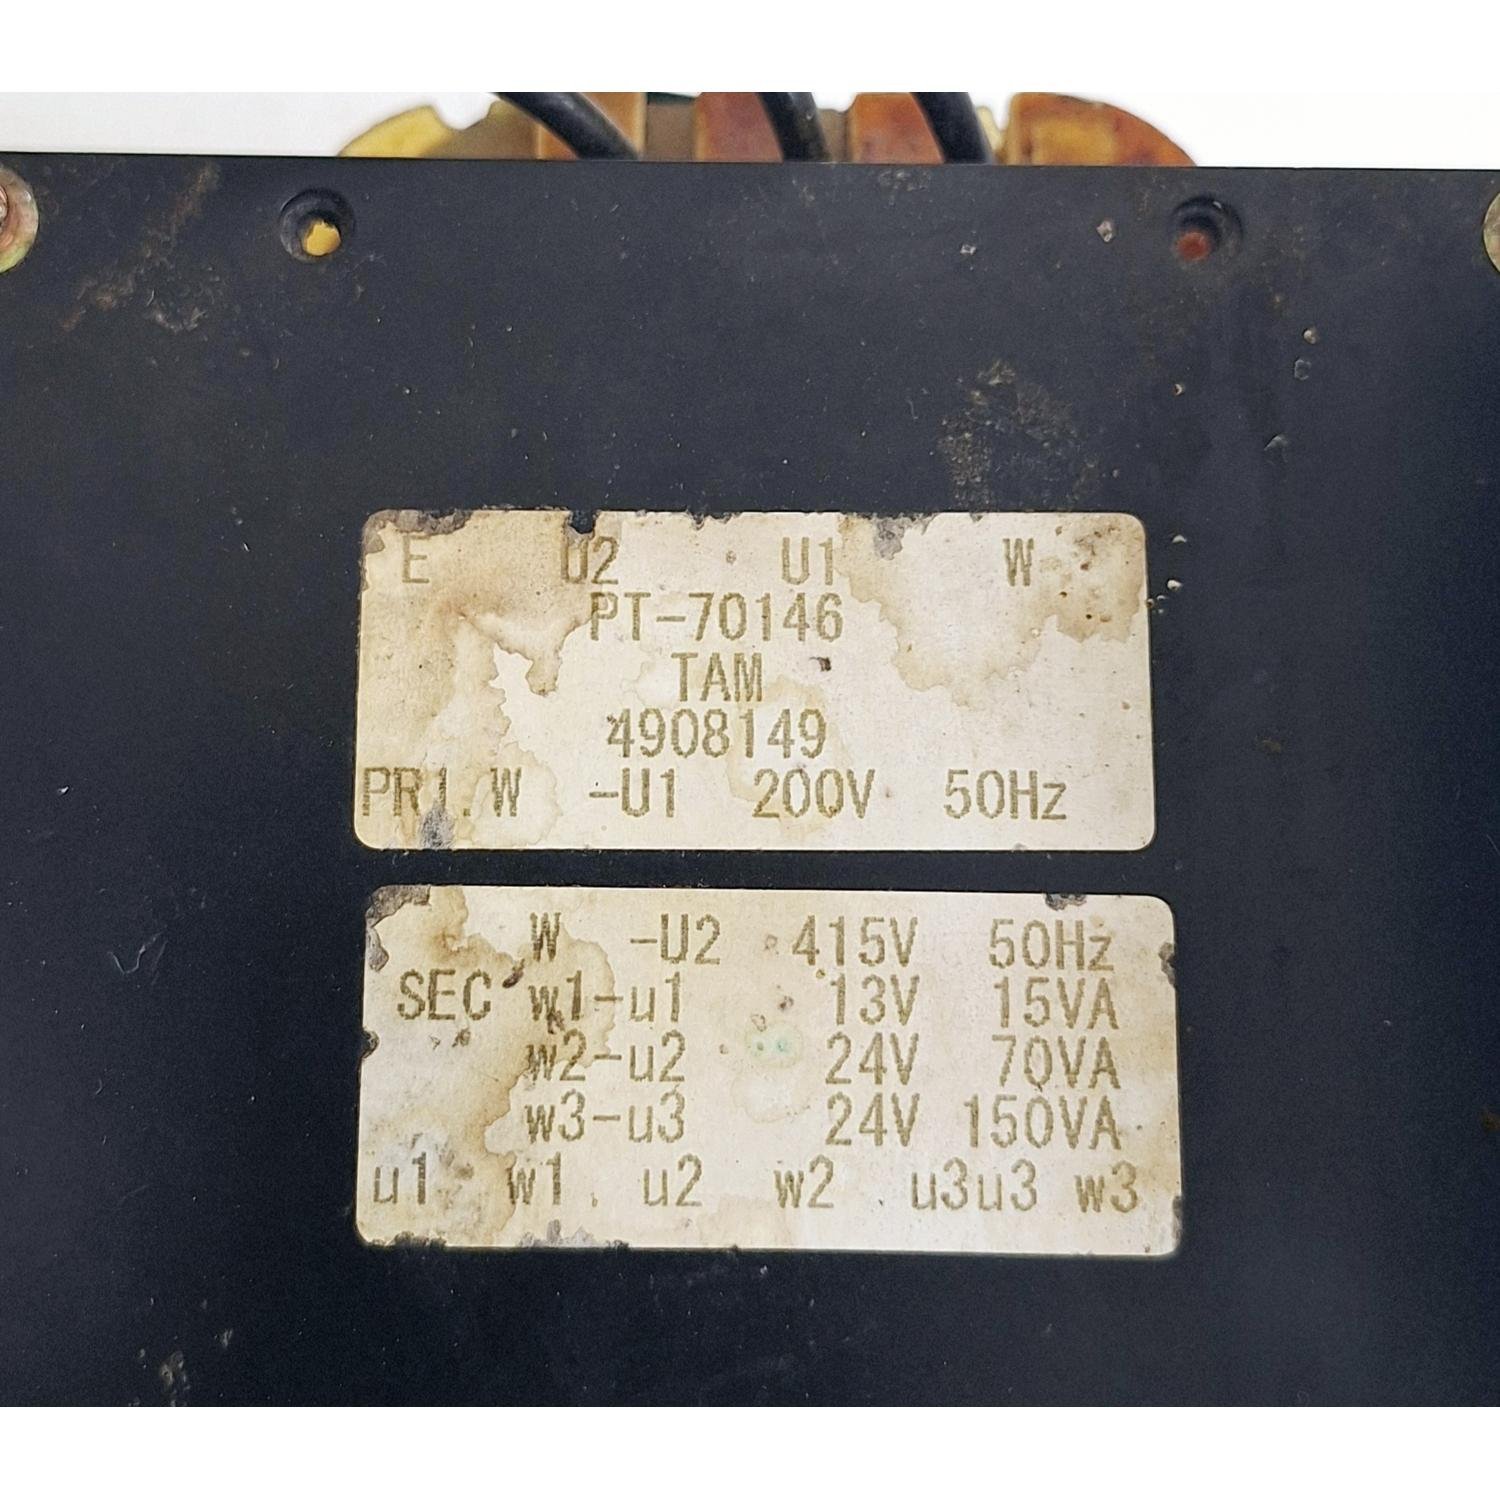 E U2 U1 W
PT-70146
TAM
4908149
PRI.W -U1 200V 50Hz
W -U2 415V 50Hz
SEC w1-u1 13V 15VA
w2-u2 24V 70VA
w3-u3 24V 150VA
u1 w1 u2 w2 u3u3 w3